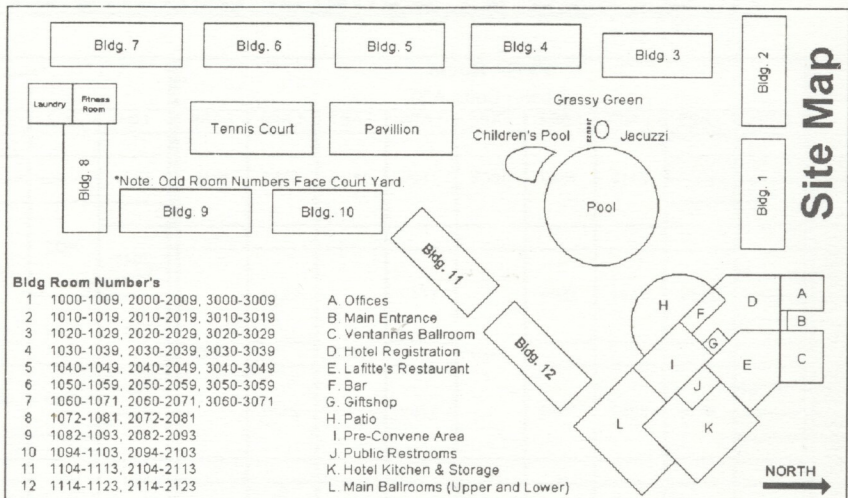 Bldg. 7
Bldg. 6
Bldg. 5
Bldg. 4
Bldg. 3
Bldg. 2
Site Map
Laundry
Fitness
Room
Bldg. 8
Tennis Court
Pavillion
Grassy Green
Children's Pool
Jacuzzi
Pool
Bldg. 1
*Note: Odd Room Numbers Face Court Yard.
Bldg. 9
Bldg. 10
Bldg. 11
Bldg. 12
H
F
D
A
B
G
I
E
C
J
L
K
Bldg Room Number's
1 1000-1009, 2000-2009, 3000-3009
2 1010-1019, 2010-2019, 3010-3019
3 1020-1029, 2020-2029, 3020-3029
4 1030-1039, 2030-2039, 3030-3039
5 1040-1049, 2040-2049, 3040-3049
6 1050-1059, 2050-2059, 3050-3059
7 1060-1071, 2060-2071, 3060-3071
8 1072-1081, 2072-2081
9 1082-1093, 2082-2093
10 1094-1103, 2094-2103
11 1104-1113, 2104-2113
12 1114-1123, 2114-2123
A. Offices
B. Main Entrance
C. Ventannas Ballroom
D. Hotel Registration
E. Lafitte's Restaurant
F. Bar
G. Giftshop
H. Patio
I. Pre-Convene Area
J. Public Restrooms
K. Hotel Kitchen & Storage
L. Main Ballrooms (Upper and Lower)
NORTH